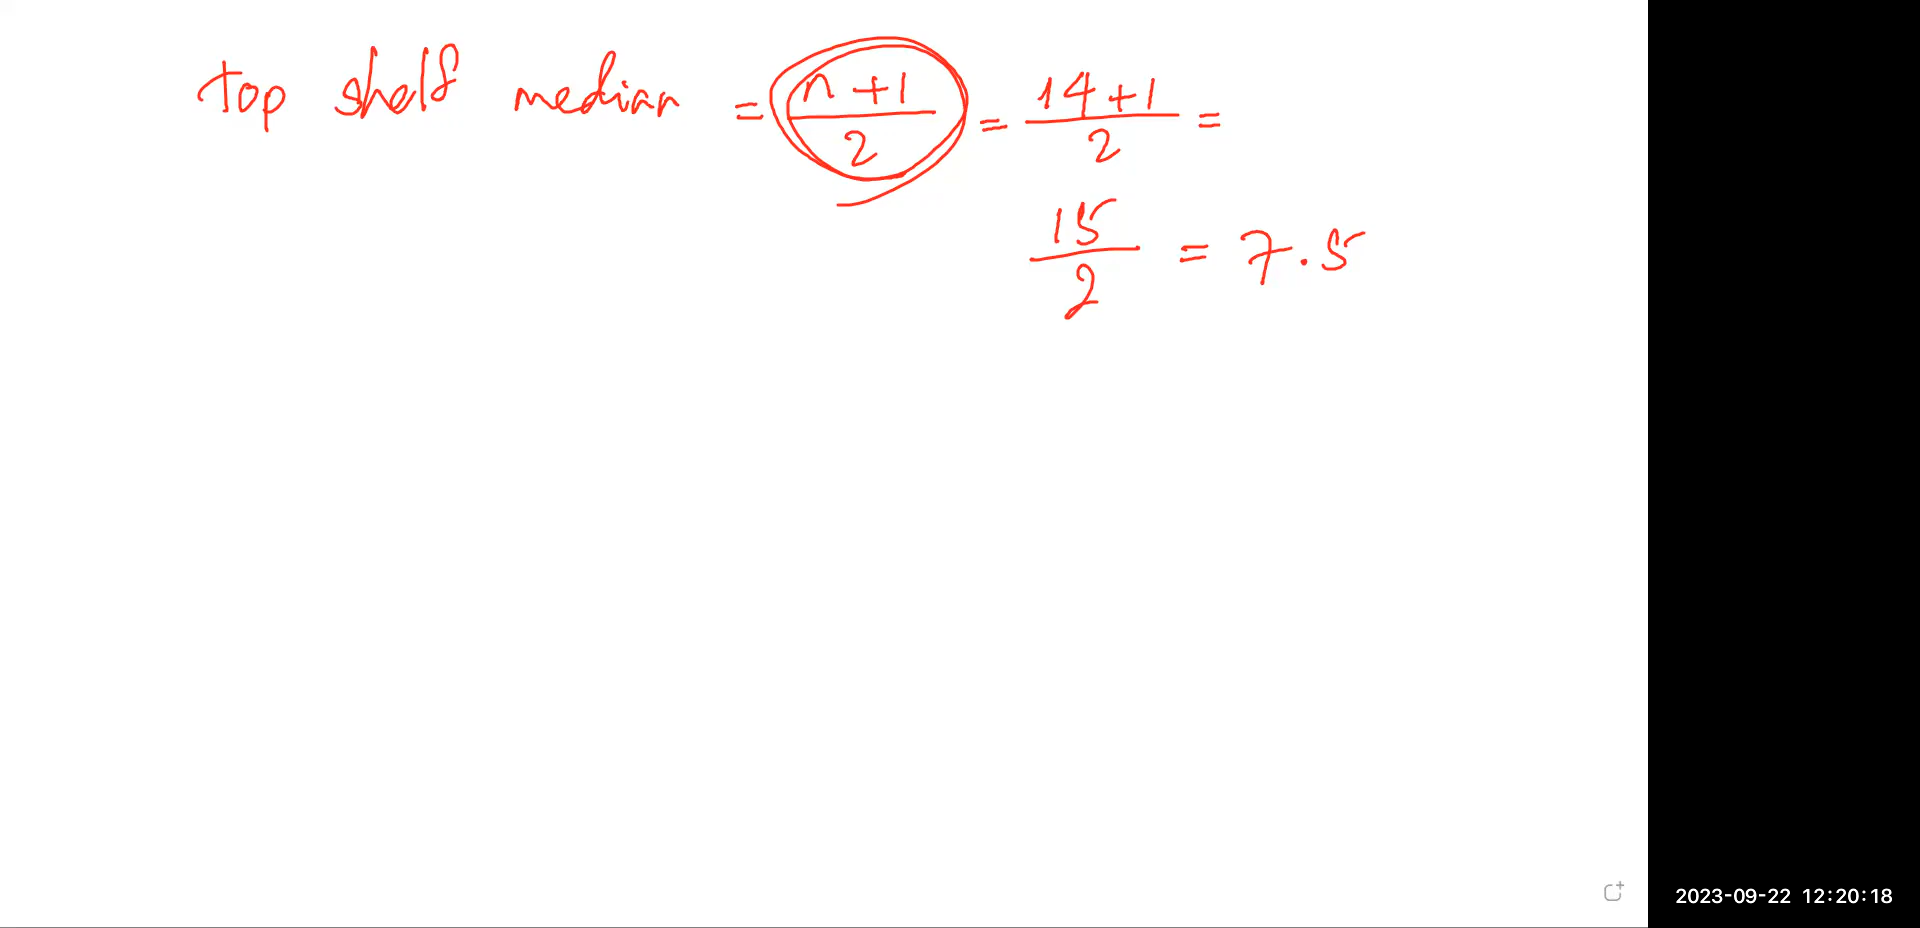 top shelf median = n+1/2 = 14+1/2 =
15/2 = 7.5
2023-09-22 12:20:18